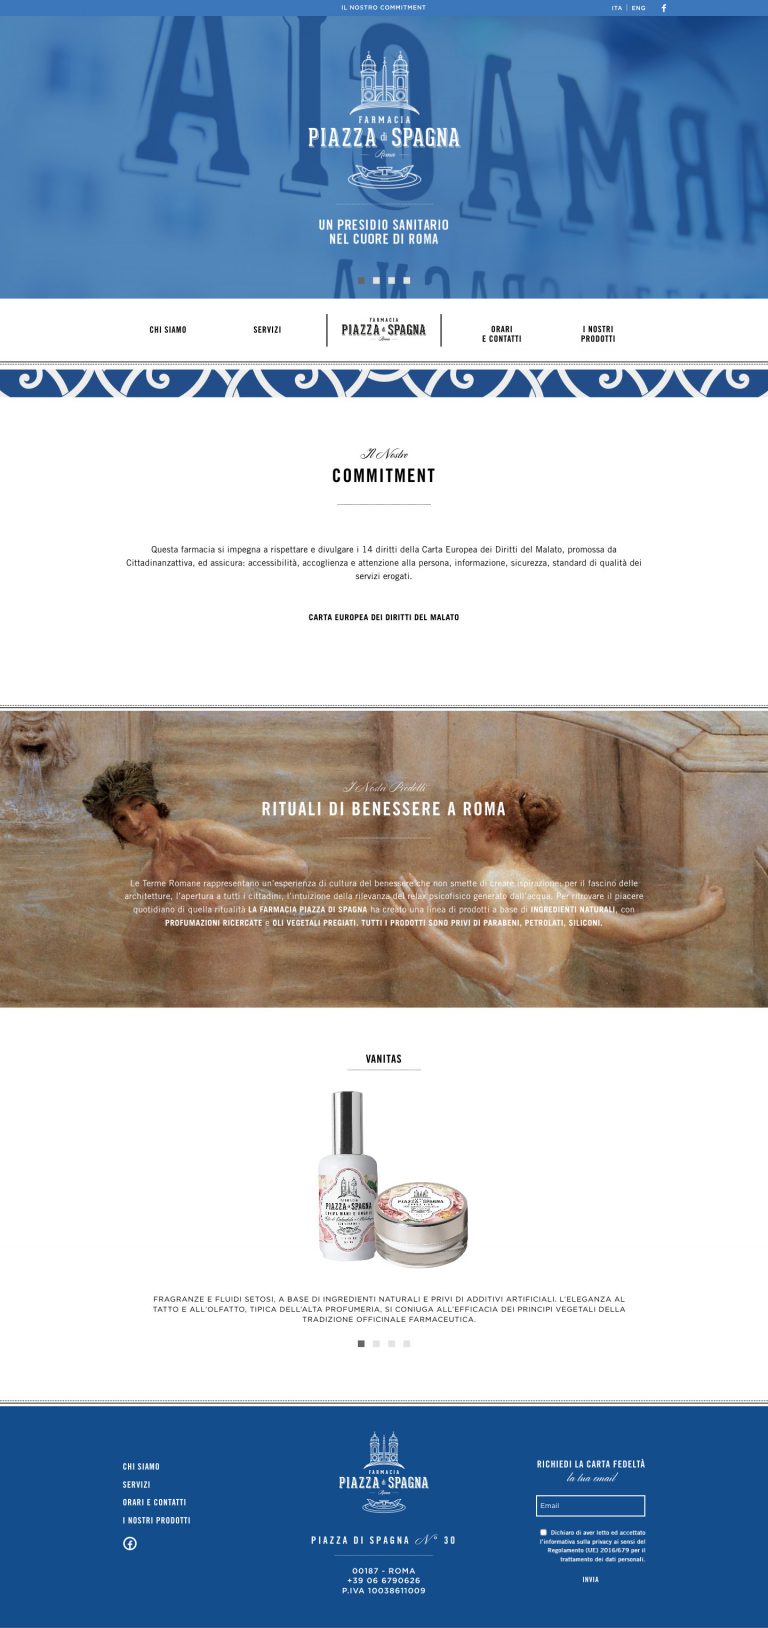 IL NOSTRO COMMITMENT
ITA | ENG
FARMACIA
PIAZZA di SPAGNA
Roma
UN PRESIDIO SANITARIO
NEL CUORE DI ROMA
CHI SIAMO
SERVIZI
FARMACIA
PIAZZA di SPAGNA
Roma
ORARI
E CONTATTI
I NOSTRI
PRODOTTI
Il Nostro
COMMITMENT
Questa farmacia si impegna a rispettare e divulgare i 14 diritti della Carta Europea dei Diritti del Malato, promossa da
Cittadinanzattiva, ed assicura: accessibilità, accoglienza e attenzione alla persona, informazione, sicurezza, standard di qualità dei
servizi erogati.
CARTA EUROPEA DEI DIRITTI DEL MALATO
I Nostri Prodotti
RITUALI DI BENESSERE A ROMA
Le Terme Romane rappresentano un'esperienza di cultura del benessere che non smette di creare ispirazione: per il fascino delle
architetture, l'apertura a tutti i cittadini, l'intuizione della rilevanza del relax psicofisico generato dall'acqua. Per ritrovare il piacere
quotidiano di quella ritualità LA FARMACIA PIAZZA DI SPAGNA ha creato una linea di prodotti a base di INGREDIENTI NATURALI, con
PROFUMAZIONI RICERCATE e OLI VEGETALI PREGIATI. TUTTI I PRODOTTI SONO PRIVI DI PARABENI, PETROLATI, SILICONI.
VANITAS
PIAZZA di SPAGNA
PIAZZA di SPAGNA
FRAGRANZE E FLUIDI SETOSI, A BASE DI INGREDIENTI NATURALI E PRIVI DI ADDITIVI ARTIFICIALI. L'ELEGANZA AL
TATTO E ALL'OLFATTO, TIPICA DELL'ALTA PROFUMERIA, SI CONIUGA ALL'EFFICACIA DEI PRINCIPI VEGETALI DELLA
TRADIZIONE OFFICINALE FARMACEUTICA.
CHI SIAMO
SERVIZI
ORARI E CONTATTI
I NOSTRI PRODOTTI
FARMACIA
PIAZZA di SPAGNA
Roma
PIAZZA DI SPAGNA N° 30
00187 - ROMA
+39 06 6790626
P.IVA 10038611009
RICHIEDI LA CARTA FEDELTÀ
la tua email
Email
Dichiaro di aver letto ed accettato
l'informativa sulla privacy ai sensi del
Regolamento (UE) 2016/679 per il
trattamento dei dati personali.
INVIA